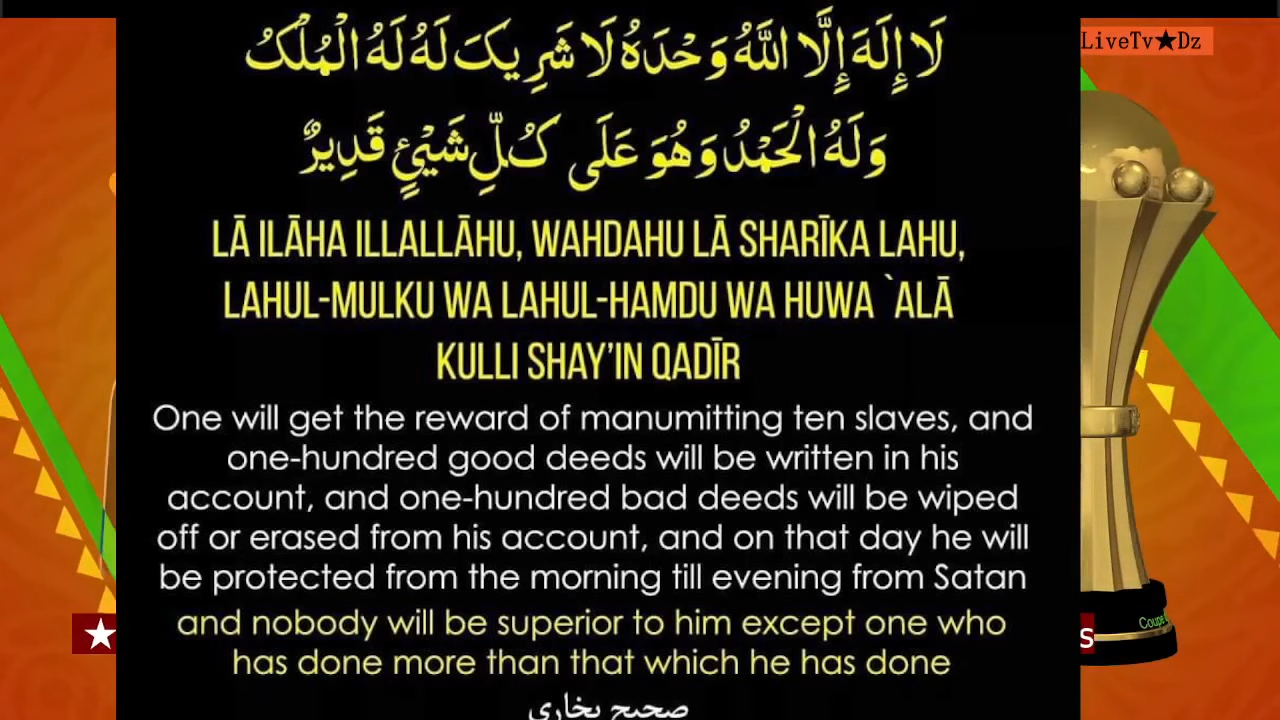 لَا إِلَهَ إِلَّا اللَّهُ وَحْدَهُ لَا شَرِيكَ لَهُ لَهُ الْمُلْكُ
وَلَهُ الْحَمْدُ وَهُوَ عَلَى كُلِّ شَيْئٍ قَدِيرٌ
LĀ ILĀHA ILLALLĀHU, WAHDAHU LĀ SHARĪKA LAHU,
LAHUL-MULKU WA LAHUL-HAMDU WA HUWA `ALĀ
KULLI SHAY’IN QADĪR
One will get the reward of manumitting ten slaves, and
one-hundred good deeds will be written in his
account, and one-hundred bad deeds will be wiped
off or erased from his account, and on that day he will
be protected from the morning till evening from Satan
and nobody will be superior to him except one who
has done more than that which he has done
صحیح بخاری
LiveTv★Dz
Coupe
s